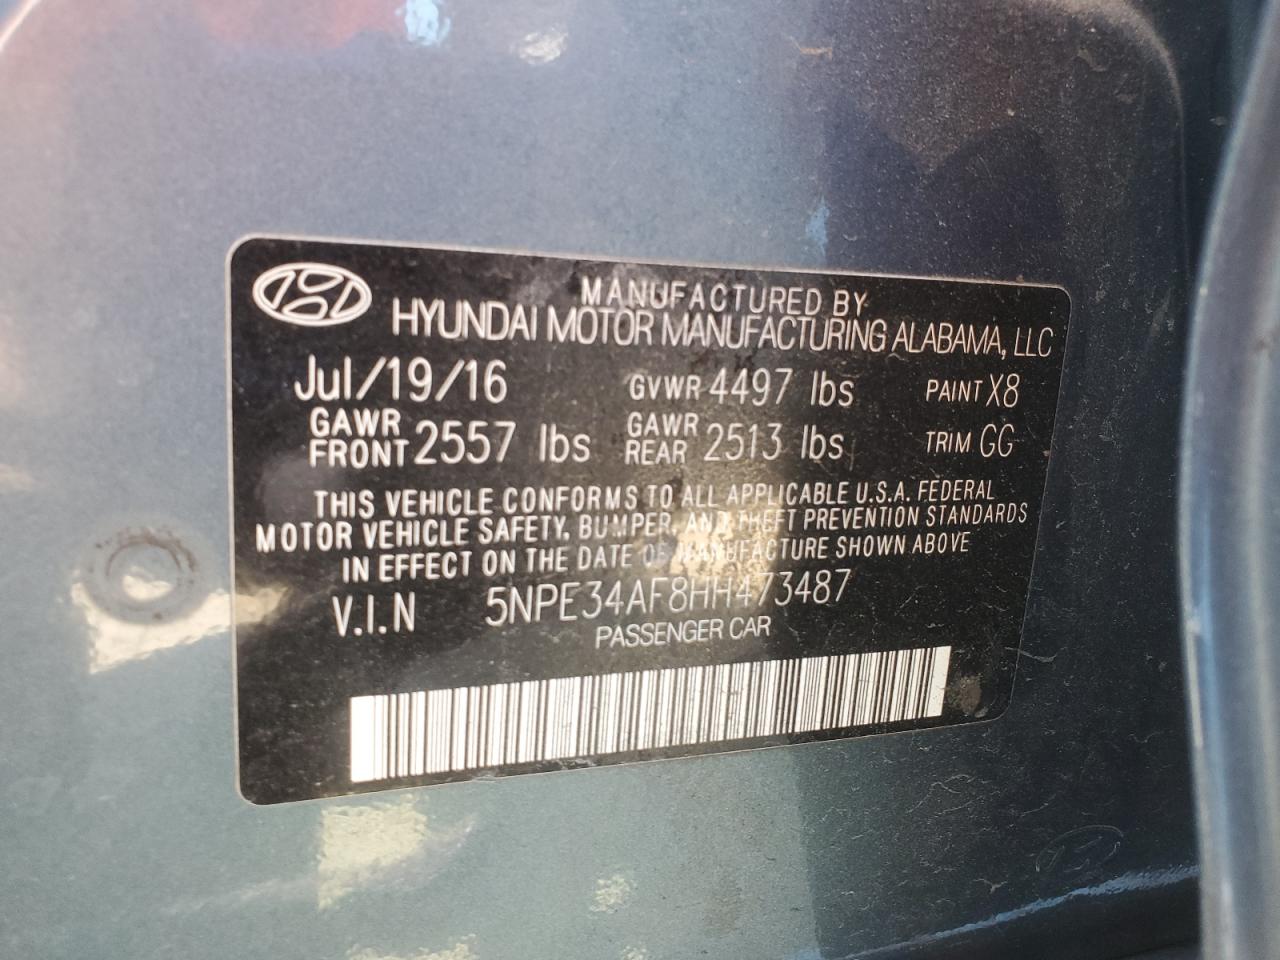 MANUFACTURED BY
HYUNDAI MOTOR MANUFACTURING ALABAMA, LLC
Jul/19/16 GVWR 4497 lbs PAINT X8
GAWR FRONT 2557 lbs GAWR REAR 2513 lbs TRIM GG
THIS VEHICLE CONFORMS TO ALL APPLICABLE U.S.A. FEDERAL
MOTOR VEHICLE SAFETY, BUMPER, AND THEFT PREVENTION STANDARDS
IN EFFECT ON THE DATE OF MANUFACTURE SHOWN ABOVE
V.I.N 5NPE34AF8HH473487
PASSENGER CAR